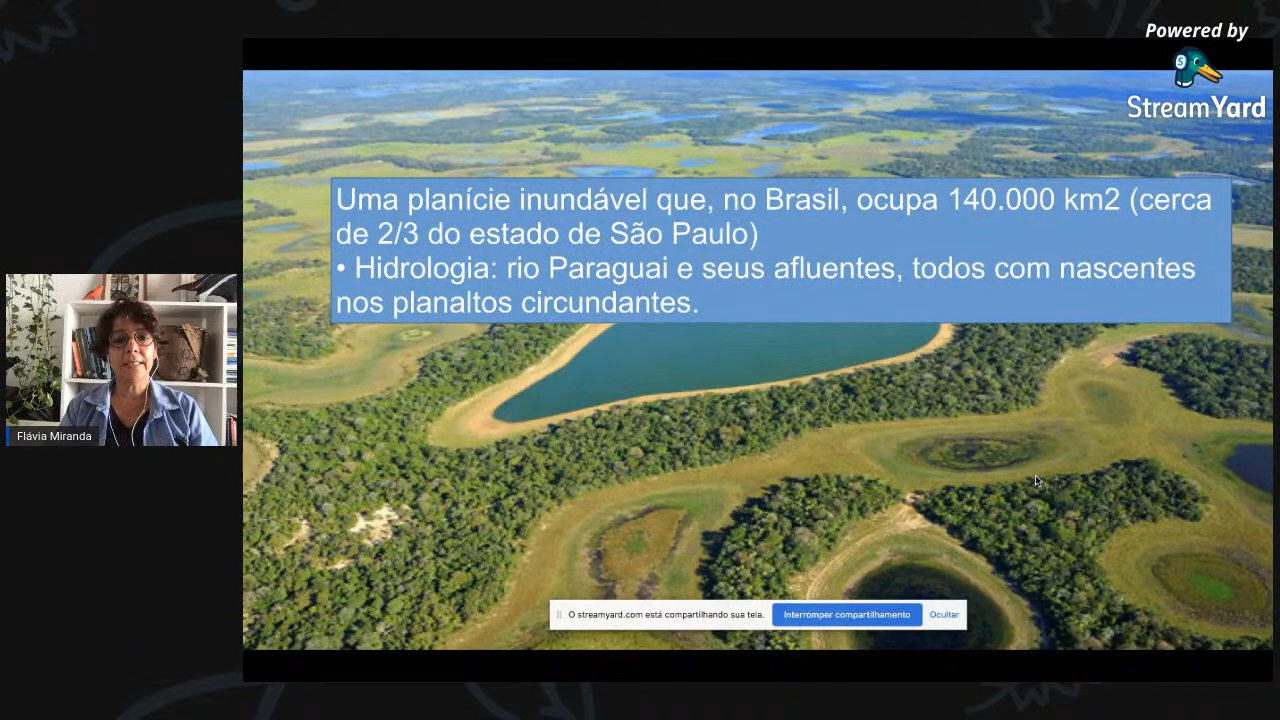 Powered by
StreamYard
Uma planície inundável que, no Brasil, ocupa 140.000 km2 (cerca
de 2/3 do estado de São Paulo)
• Hidrologia: rio Paraguai e seus afluentes, todos com nascentes
nos planaltos circundantes.
Flávia Miranda
O streamyard.com está compartilhando sua tela. Interromper compartilhamento Ocultar